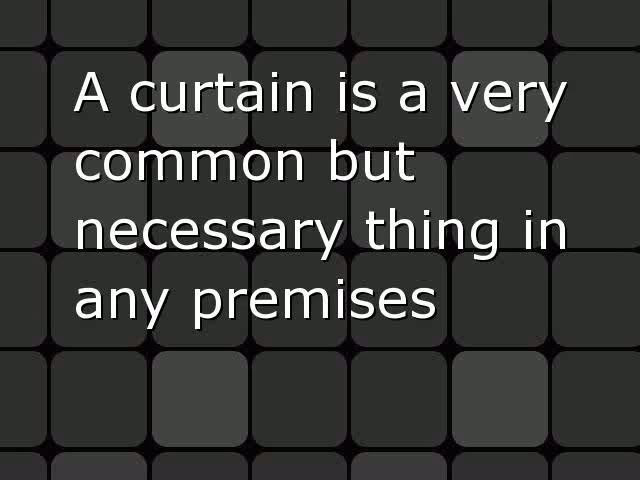 A curtain is a very
common but
necessary thing in
any premises